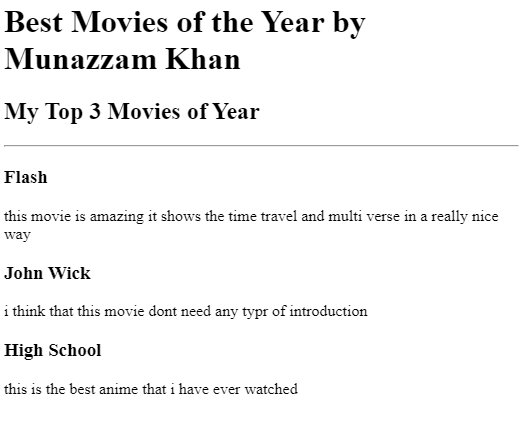 Best Movies of the Year by
Munazzam Khan
My Top 3 Movies of Year
Flash
this movie is amazing it shows the time travel and multi verse in a really nice
way
John Wick
i think that this movie dont need any typr of introduction
High School
this is the best anime that i have ever watched